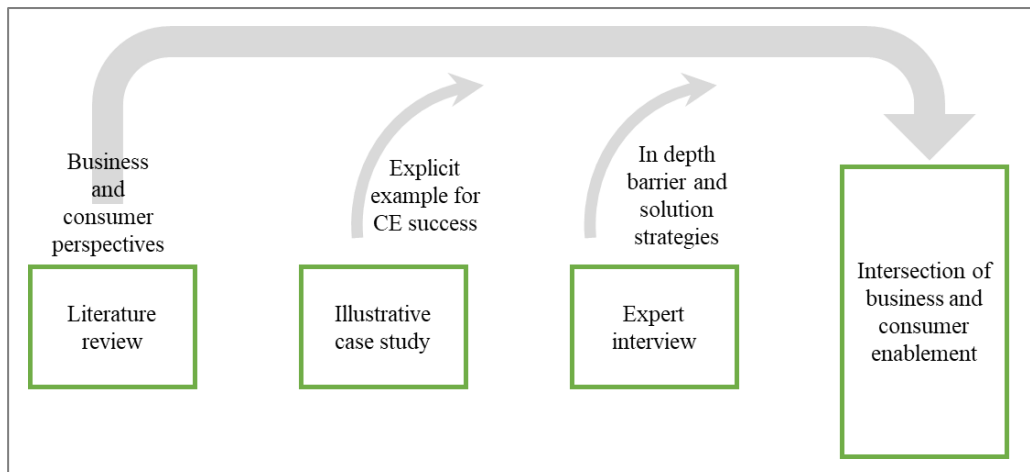 Business
and
consumer
perspectives
Literature
review
Explicit
example for
CE success
Illustrative
case study
In depth
barrier and
solution
strategies
Expert
interview
Intersection of
business and
consumer
enablement